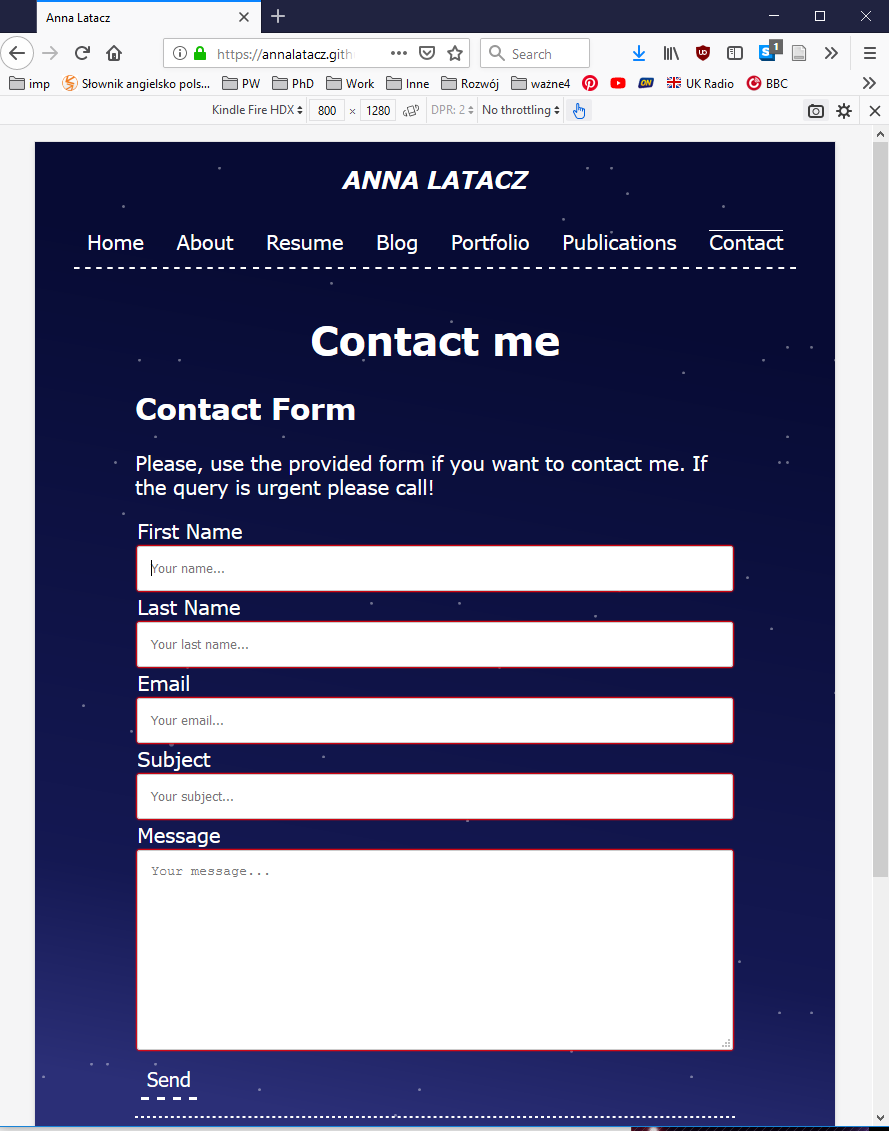 Anna Latacz
https://annalatacz.gith
Search
1
imp
Słownik angielsko pols...
PW
PhD
Work
Inne
Rozwój
ważne4
ON
UK Radio
BBC
Kindle Fire HDX
800 × 1280
DPR: 2
No throttling
ANNA LATACZ
Home About Resume Blog Portfolio Publications Contact
Contact me
Contact Form
Please, use the provided form if you want to contact me. If
the query is urgent please call!
First Name
Your name...
Last Name
Your last name...
Email
Your email...
Subject
Your subject...
Message
Your message...
Send